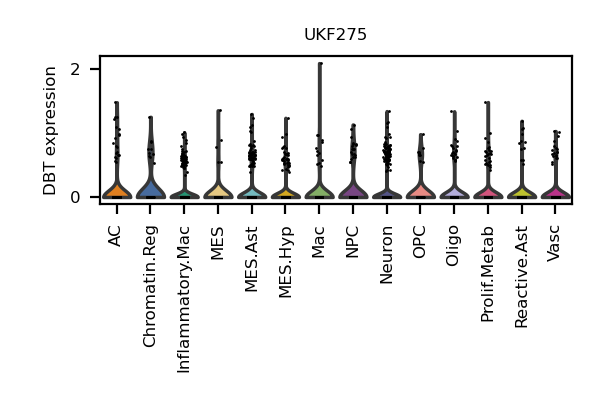 UKF275
DBT expression
2
0
AC
Chromatin.Reg
Inflammatory.Mac
MES
MES.Ast
MES.Hyp
Mac
NPC
Neuron
OPC
Oligo
Prolif.Metab
Reactive.Ast
Vasc